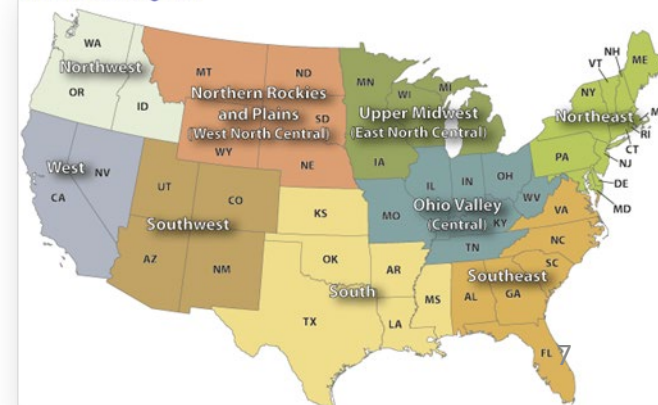 WA
Northwest
OR
ID
MT
ND
Northern Rockies
and Plains
(West North Central)
SD
WY
NE
MN
WI
MI
Upper Midwest
(East North Central)
IA
NH
VT
ME
NY
Northeast
M
RI
CT
PA
NJ
DE
MD
West
NV
CA
UT
CO
Southwest
AZ
NM
KS
OK
AR
South
TX
LA
MS
IL
IN
OH
WV
MO
Ohio Valley
(Central)
KY
TN
VA
NC
SC
Southeast
AL
GA
FL
7